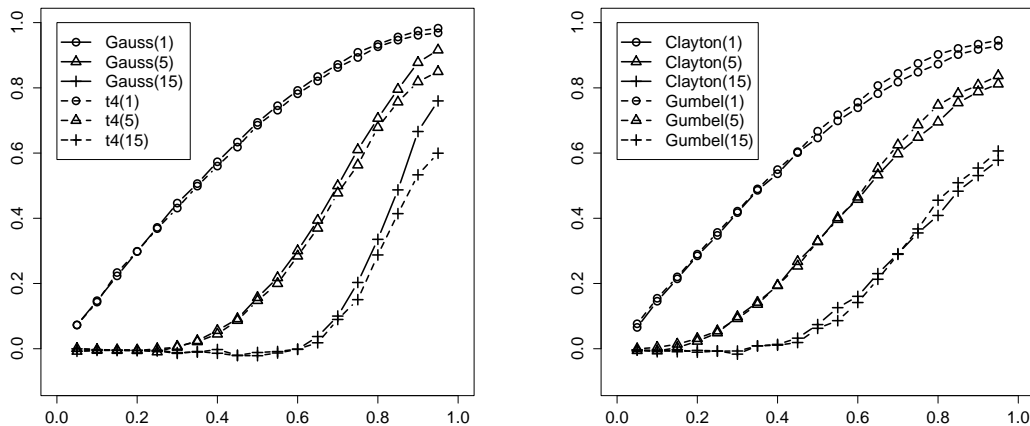 1.0
0.8
0.6
0.4
0.2
0.0
Gauss(1)
Gauss(5)
Gauss(15)
t4(1)
t4(5)
t4(15)
0.0 0.2 0.4 0.6 0.8 1.0
1.0
0.8
0.6
0.4
0.2
0.0
Clayton(1)
Clayton(5)
Clayton(15)
Gumbel(1)
Gumbel(5)
Gumbel(15)
0.0 0.2 0.4 0.6 0.8 1.0